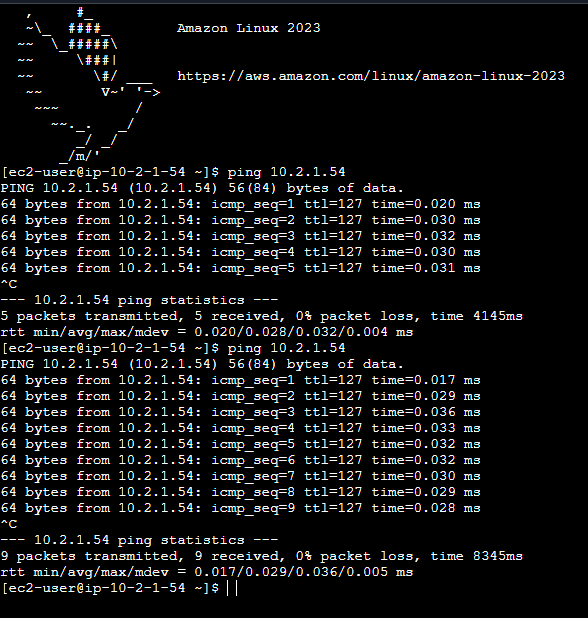 ,     #_
   ~\_  ####_        Amazon Linux 2023
  ~~  \_#####\
  ~~     \###|
  ~~       \#/ ___   https://aws.amazon.com/linux/amazon-linux-2023
   ~~       V~' '->
    ~~~         /
      ~~._.   _/
         _/ _/
       _/m/'
[ec2-user@ip-10-2-1-54 ~]$ ping 10.2.1.54
PING 10.2.1.54 (10.2.1.54) 56(84) bytes of data.
64 bytes from 10.2.1.54: icmp_seq=1 ttl=127 time=0.020 ms
64 bytes from 10.2.1.54: icmp_seq=2 ttl=127 time=0.030 ms
64 bytes from 10.2.1.54: icmp_seq=3 ttl=127 time=0.032 ms
64 bytes from 10.2.1.54: icmp_seq=4 ttl=127 time=0.030 ms
64 bytes from 10.2.1.54: icmp_seq=5 ttl=127 time=0.031 ms
^C
--- 10.2.1.54 ping statistics ---
5 packets transmitted, 5 received, 0% packet loss, time 4145ms
rtt min/avg/max/mdev = 0.020/0.028/0.032/0.004 ms
[ec2-user@ip-10-2-1-54 ~]$ ping 10.2.1.54
PING 10.2.1.54 (10.2.1.54) 56(84) bytes of data.
64 bytes from 10.2.1.54: icmp_seq=1 ttl=127 time=0.017 ms
64 bytes from 10.2.1.54: icmp_seq=2 ttl=127 time=0.029 ms
64 bytes from 10.2.1.54: icmp_seq=3 ttl=127 time=0.036 ms
64 bytes from 10.2.1.54: icmp_seq=4 ttl=127 time=0.033 ms
64 bytes from 10.2.1.54: icmp_seq=5 ttl=127 time=0.032 ms
64 bytes from 10.2.1.54: icmp_seq=6 ttl=127 time=0.032 ms
64 bytes from 10.2.1.54: icmp_seq=7 ttl=127 time=0.030 ms
64 bytes from 10.2.1.54: icmp_seq=8 ttl=127 time=0.029 ms
64 bytes from 10.2.1.54: icmp_seq=9 ttl=127 time=0.028 ms
^C
--- 10.2.1.54 ping statistics ---
9 packets transmitted, 9 received, 0% packet loss, time 8345ms
rtt min/avg/max/mdev = 0.017/0.029/0.036/0.005 ms
[ec2-user@ip-10-2-1-54 ~]$